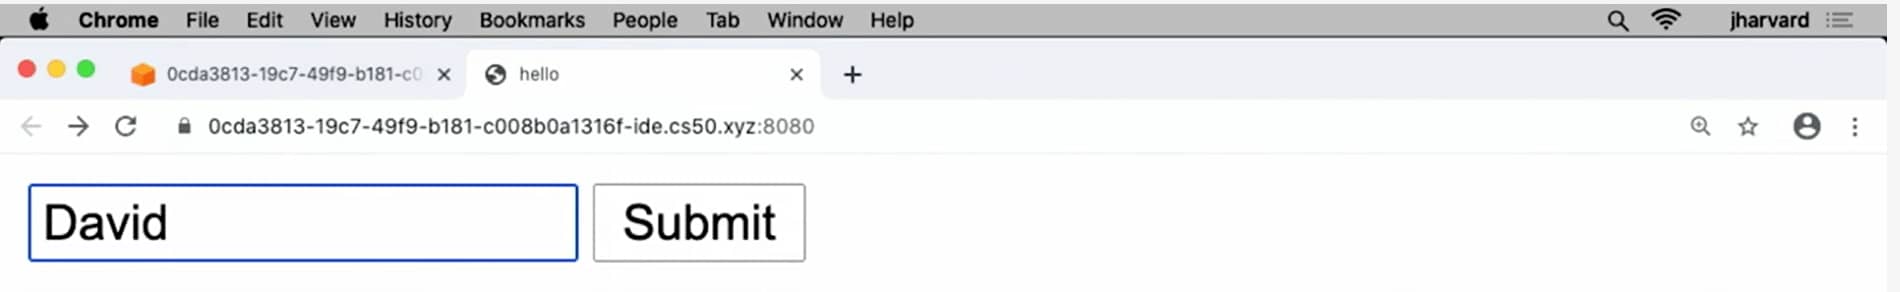 Chrome File Edit View History Bookmarks People Tab Window Help jharvard
0cda3813-19c7-49f9-b181-c0 hello
0cda3813-19c7-49f9-b181-c008b0a1316f-ide.cs50.xyz:8080
David Submit